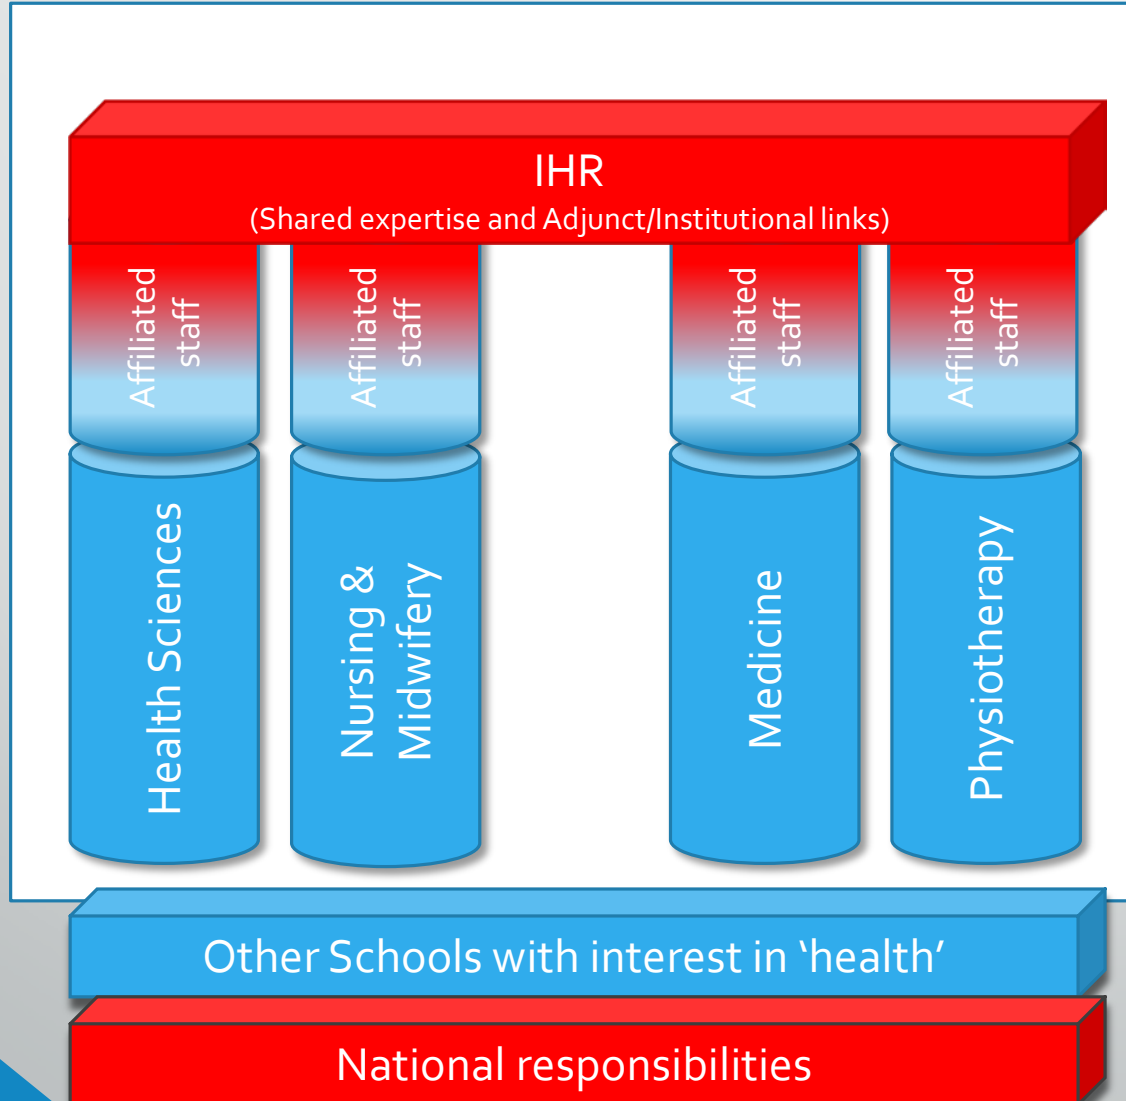 IHR
(Shared expertise and Adjunct/Institutional links)
Affiliated
staff
Affiliated
staff
Affiliated
staff
Affiliated
staff
Health Sciences
Nursing &
Midwifery
Medicine
Physiotherapy
Other Schools with interest in ‘health’
National responsibilities